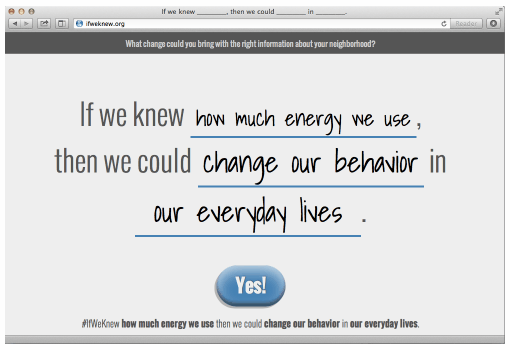 If we knew ________, then we could ________ in ________.
ifweknew.org
Reader
What change could you bring with the right information about your neighborhood?
If we knew how much energy we use,
then we could change our behavior in
our everyday lives.
Yes!
#IfWeKnew how much energy we use then we could change our behavior in our everyday lives.